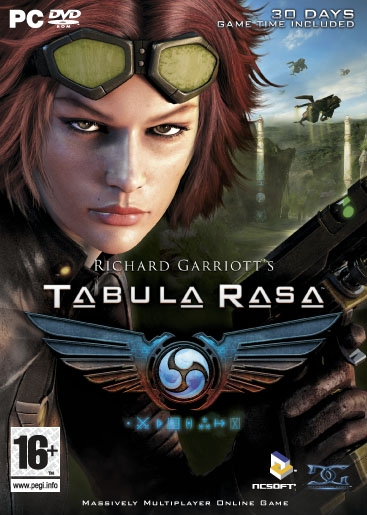 PC DVD
ROM
30 DAYS
GAME TIME INCLUDED
RICHARD GARRIOTT'S
TABULA RASA
16+
www.pegi.info
NCSOFT
MASSIVELY MULTIPLAYER ONLINE GAME